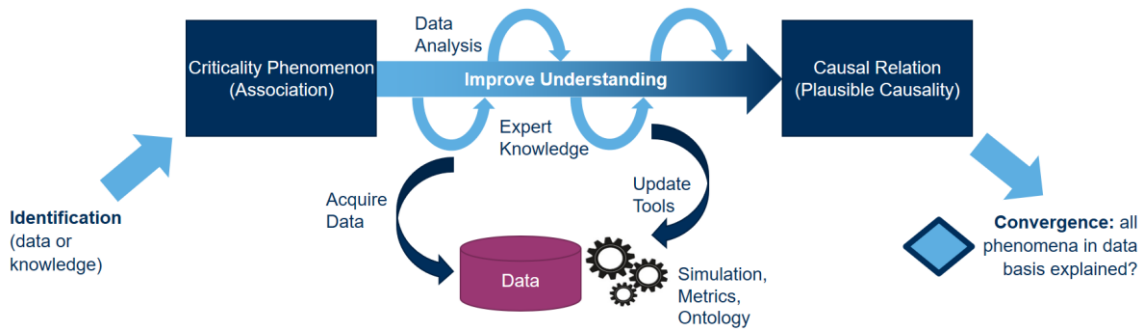 Data
Analysis
Criticality Phenomenon
(Association)
Improve Understanding
Causal Relation
(Plausible Causality)
Expert
Knowledge
Acquire
Data
Update
Tools
Identification
(data or
knowledge)
Convergence: all
phenomena in data
basis explained?
Data
Simulation,
Metrics,
Ontology